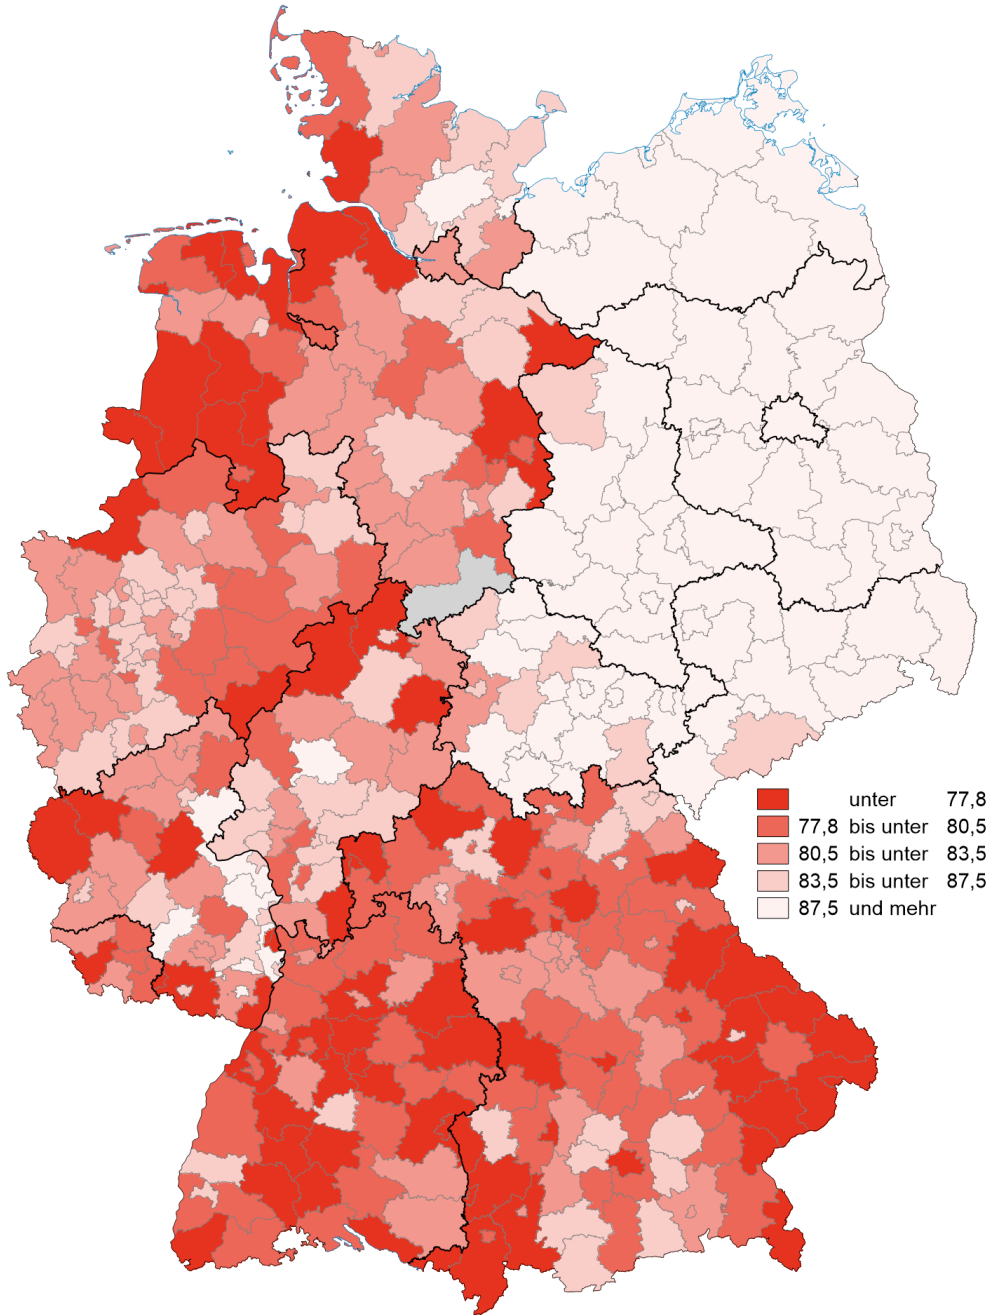 unter 77,8
77,8 bis unter 80,5
80,5 bis unter 83,5
83,5 bis unter 87,5
87,5 und mehr